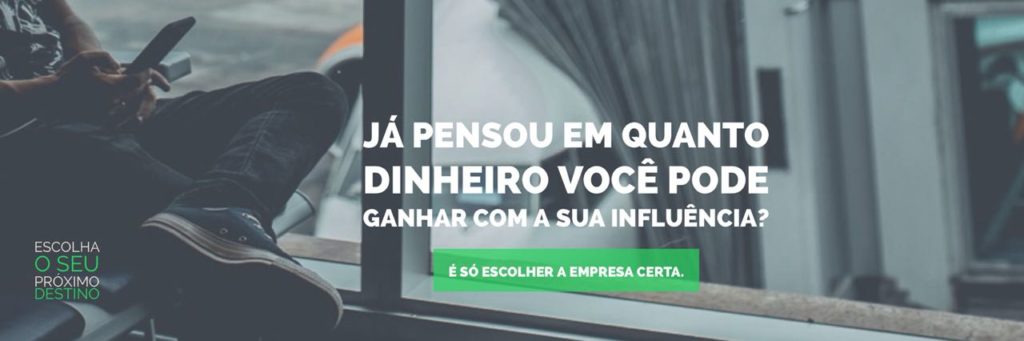 JÁ PENSOU EM QUANTO
DINHEIRO VOCÊ PODE
GANHAR COM A SUA INFLUÊNCIA?
É SÓ ESCOLHER A EMPRESA CERTA.
ESCOLHA
O SEU
PRÓXIMO
DESTINO